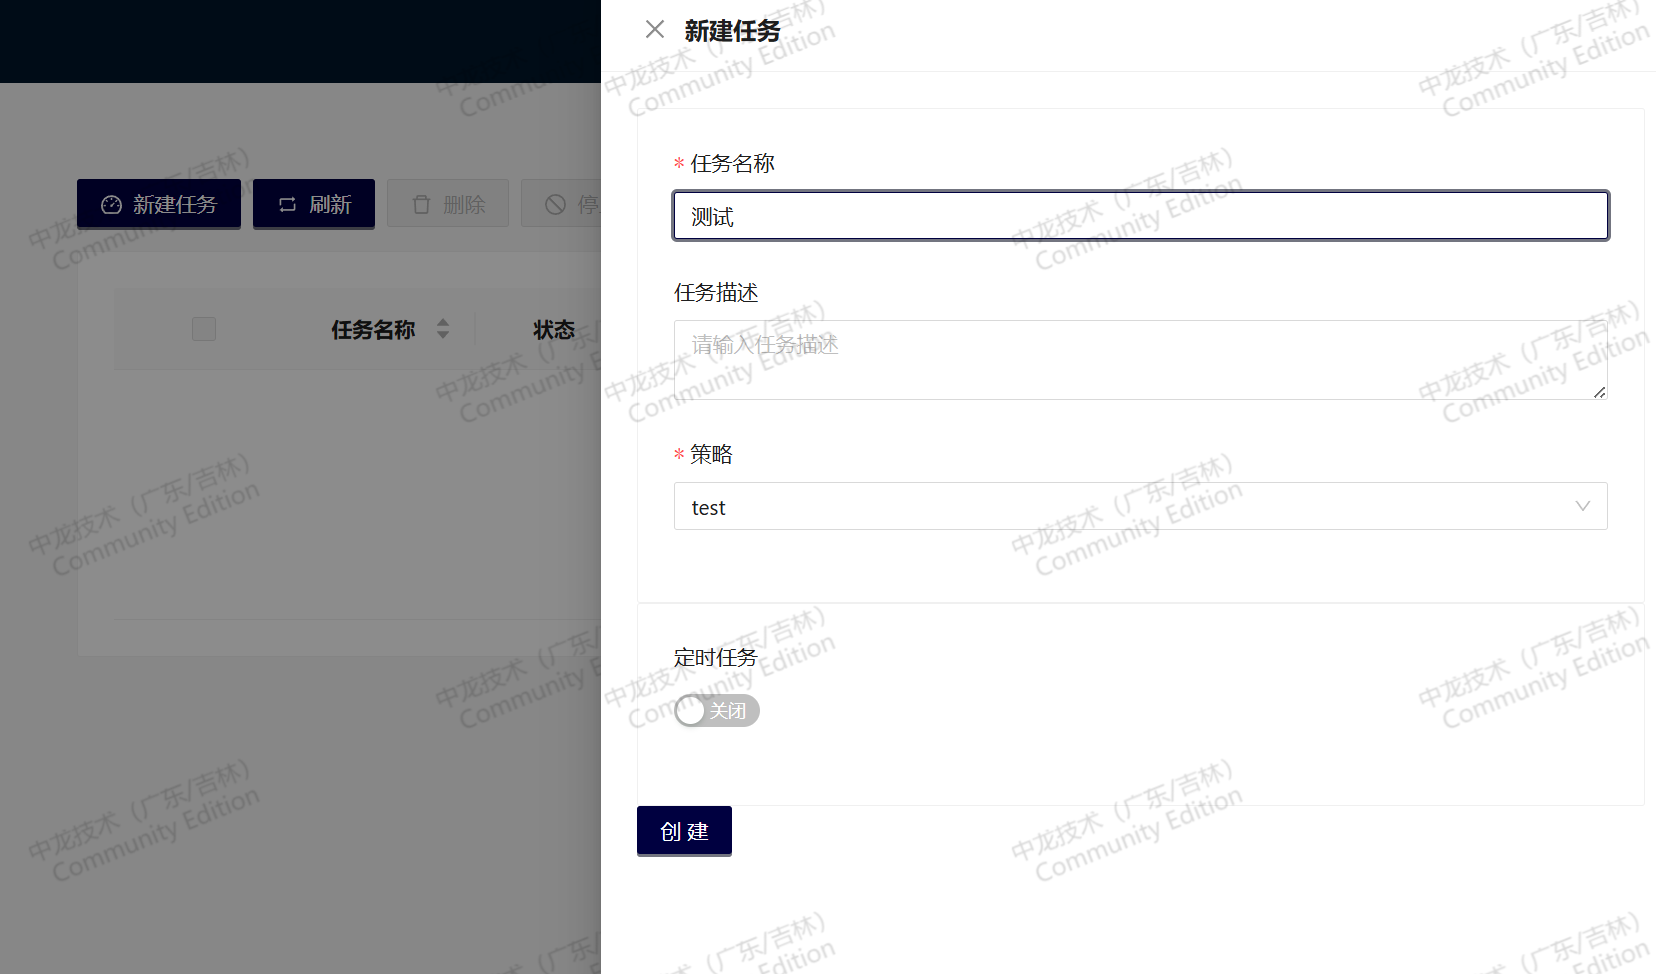 新建任务
* 任务名称
测试
任务描述
请输入任务描述
* 策略
test
定时任务
关闭
创 建
新建任务
刷新
删除
停
任务名称
状态
中龙技术（广东/吉林）
Community Edition